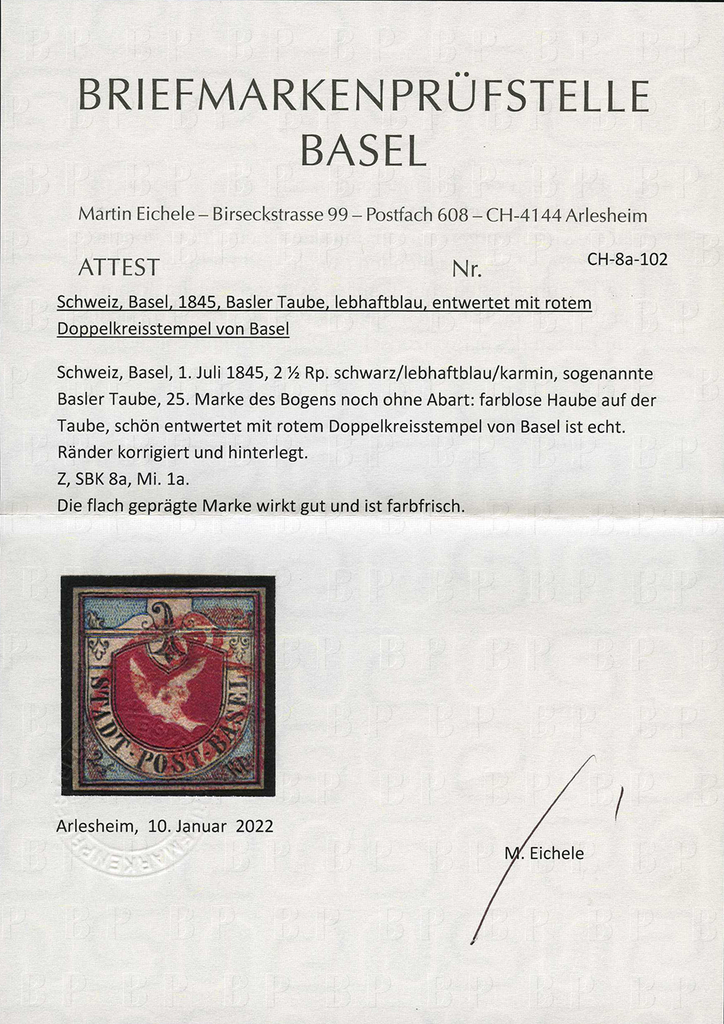 BRIEFMARKENPRÜFSTELLE
BASEL
Martin Eichele – Birseckstrasse 99 – Postfach 608 – CH-4144 Arlesheim
ATTEST Nr. CH-8a-102
Schweiz, Basel, 1845, Basler Taube, lebhaftblau, entwertet mit rotem
Doppelkreisstempel von Basel
Schweiz, Basel, 1. Juli 1845, 2 ½ Rp. schwarz/lebhaftblau/karmin, sogenannte
Basler Taube, 25. Marke des Bogens noch ohne Abart: farblose Haube auf der
Taube, schön entwertet mit rotem Doppelkreisstempel von Basel ist echt.
Ränder korrigiert und hinterlegt.
Z, SBK 8a, Mi. 1a.
Die flach geprägte Marke wirkt gut und ist farbfrisch.
STADT-POST-BASEL
2½ Rp.
Arlesheim, 10. Januar 2022
M. Eichele